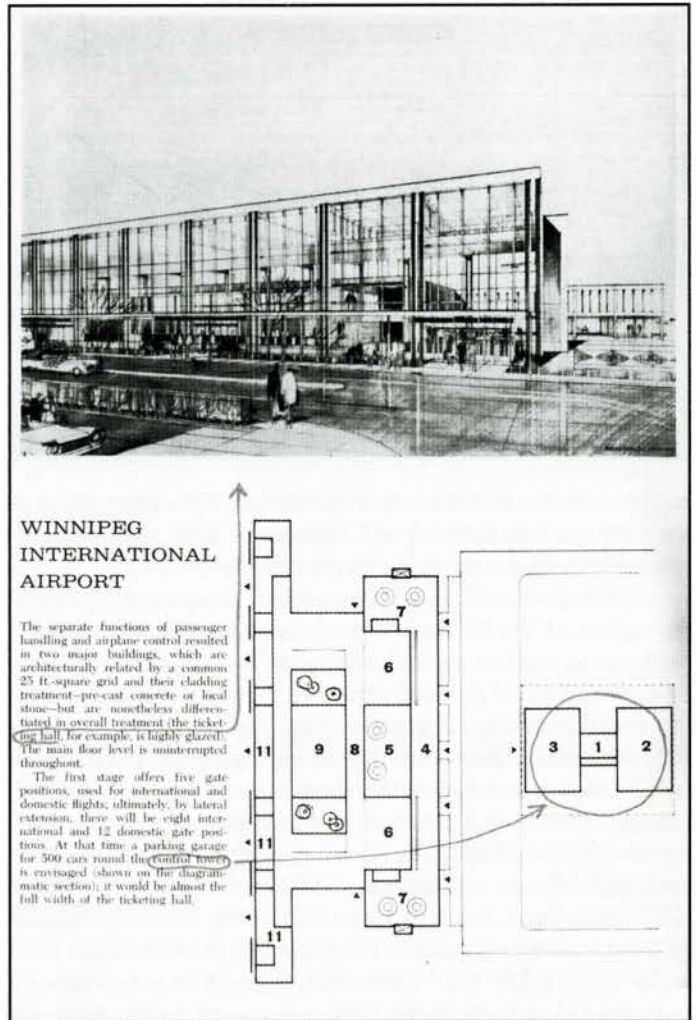 WINNIPEG
INTERNATIONAL
AIRPORT
The separate functions of passenger
handling and airplane control resulted
in two major buildings, which are
architecturally related by a common
25 ft.-square grid and their cladding
treatment—pre-cast concrete or local
stone—but are nonetheless differen-
tiated in overall treatment (the ticket-
ing hall, for example, is highly glazed).
The main floor level is uninterrupted
throughout.
The first stage offers five gate
positions, used for international and
domestic flights; ultimately, by lateral
extension, there will be eight inter-
national and 12 domestic gate posi-
tions. At that time a parking garage
for 500 cars round the control tower
is envisaged (shown on the diagram-
matic section); it would be almost the
full width of the ticketing hall.
7
6
11 9 8 5 4 3 1 2
6
11
7
11